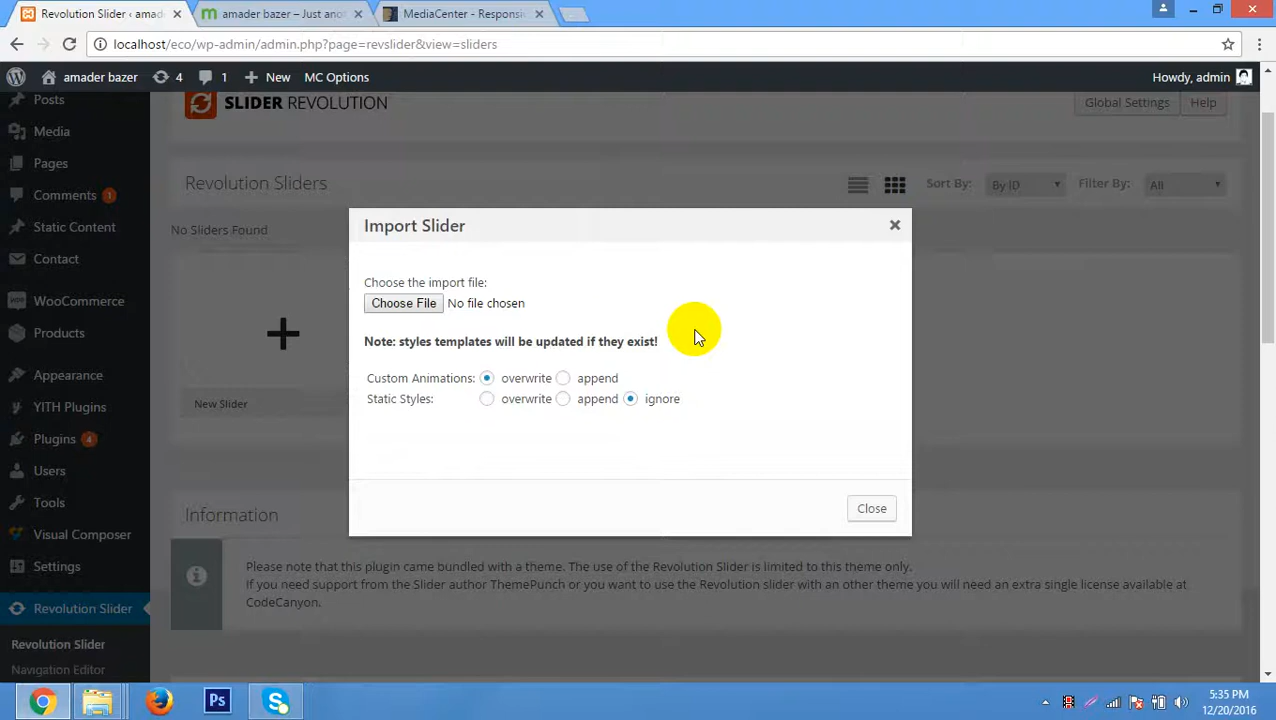 Revolution Slider ‹ amade
amader bazer – Just anot
MediaCenter - Responsi
localhost/eco/wp-admin/admin.php?page=revslider&view=sliders
amader bazer
4
1
New
MC Options
Howdy, admin
Posts
Media
Pages
Comments 1
Static Content
Contact
WooCommerce
Products
Appearance
YITH Plugins
Plugins 4
Users
Tools
Visual Composer
Settings
Revolution Slider
Revolution Slider
Navigation Editor
SLIDER REVOLUTION
Global Settings
Help
Revolution Sliders
Sort By:
By ID
Filter By:
All
No Sliders Found
New Slider
Import Slider
Choose the import file:
Choose File No file chosen
Note: styles templates will be updated if they exist!
Custom Animations: overwrite append
Static Styles: overwrite append ignore
Close
Information
Please note that this plugin came bundled with a theme. The use of the Revolution Slider is limited to this theme only.
If you need support from the Slider author ThemePunch or you want to use the Revolution slider with an other theme you will need an extra single license available at
CodeCanyon.
Ps
5:35 PM
12/20/2016